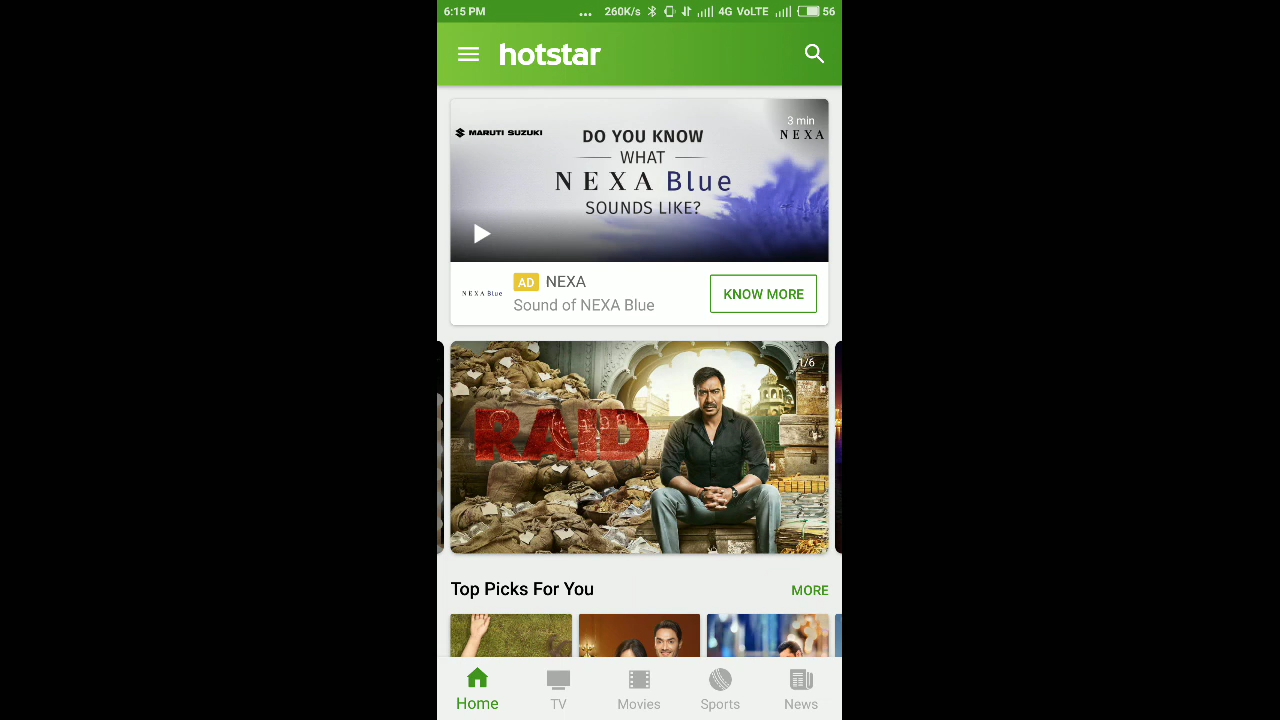 6:15 PM
... 260K/s 4G VoLTE 56
hotstar
3 min
MARUTI SUZUKI
NEXA
DO YOU KNOW
WHAT
NEXA Blue
SOUNDS LIKE?
NEXA Blue
AD NEXA
Sound of NEXA Blue
KNOW MORE
1/6
RAID
Top Picks For You
MORE
Home
TV
Movies
Sports
News